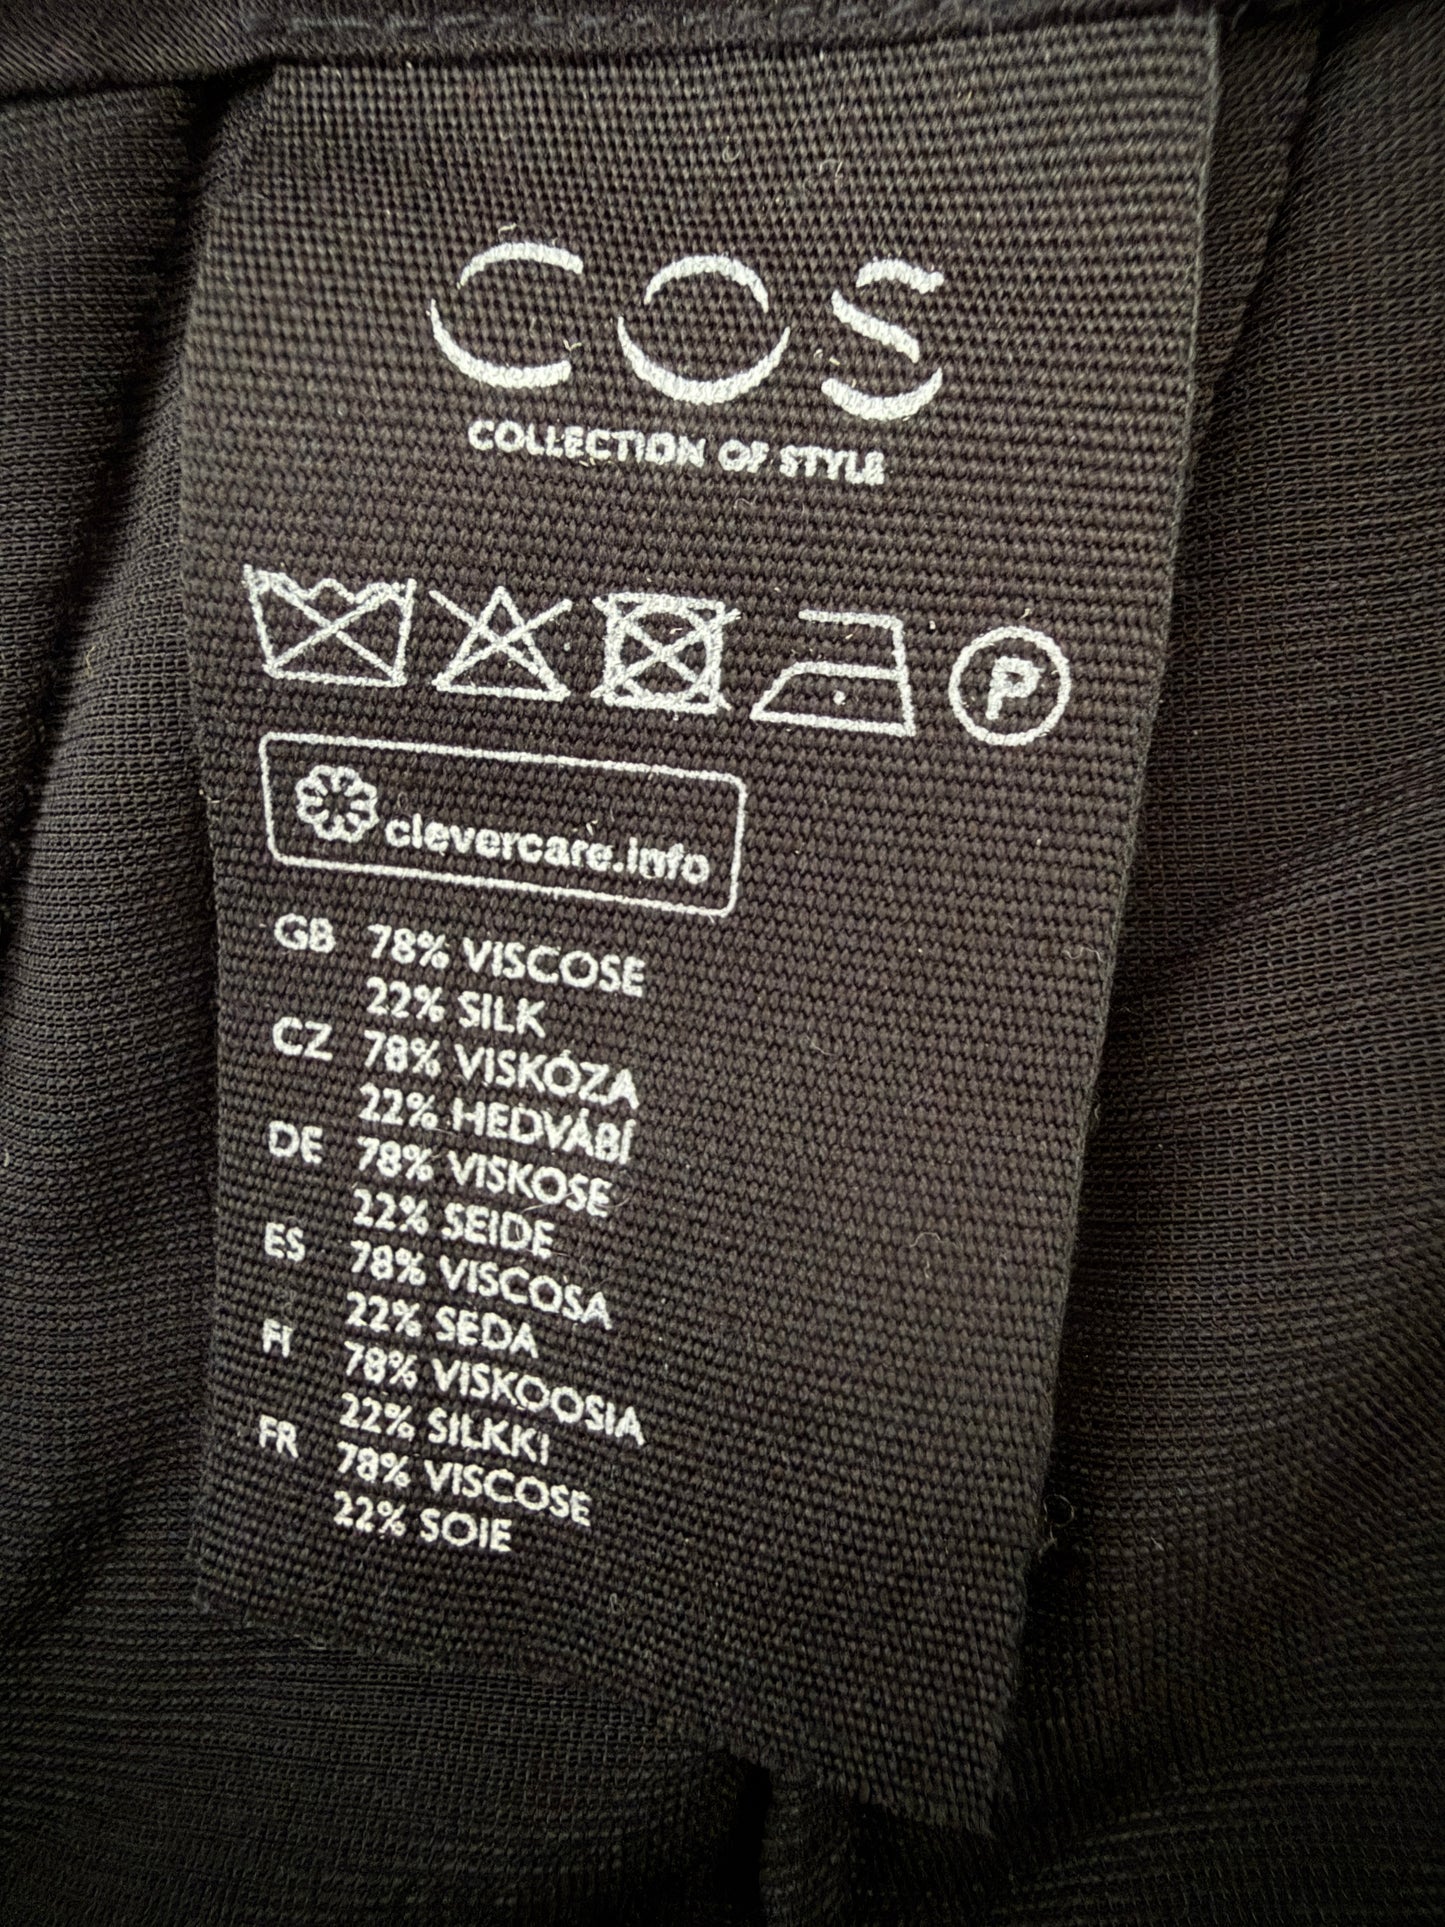 COS
COLLECTION OF STYLE
P
clevercare.info
GB 78% VISCOSE
22% SILK
CZ 78% VISKÓZA
22% HEDVÁBÍ
DE 78% VISKOSE
22% SEIDE
ES 78% VISCOSA
22% SEDA
FI 78% VISKOOSIA
22% SILKKI
FR 78% VISCOSE
22% SOIE